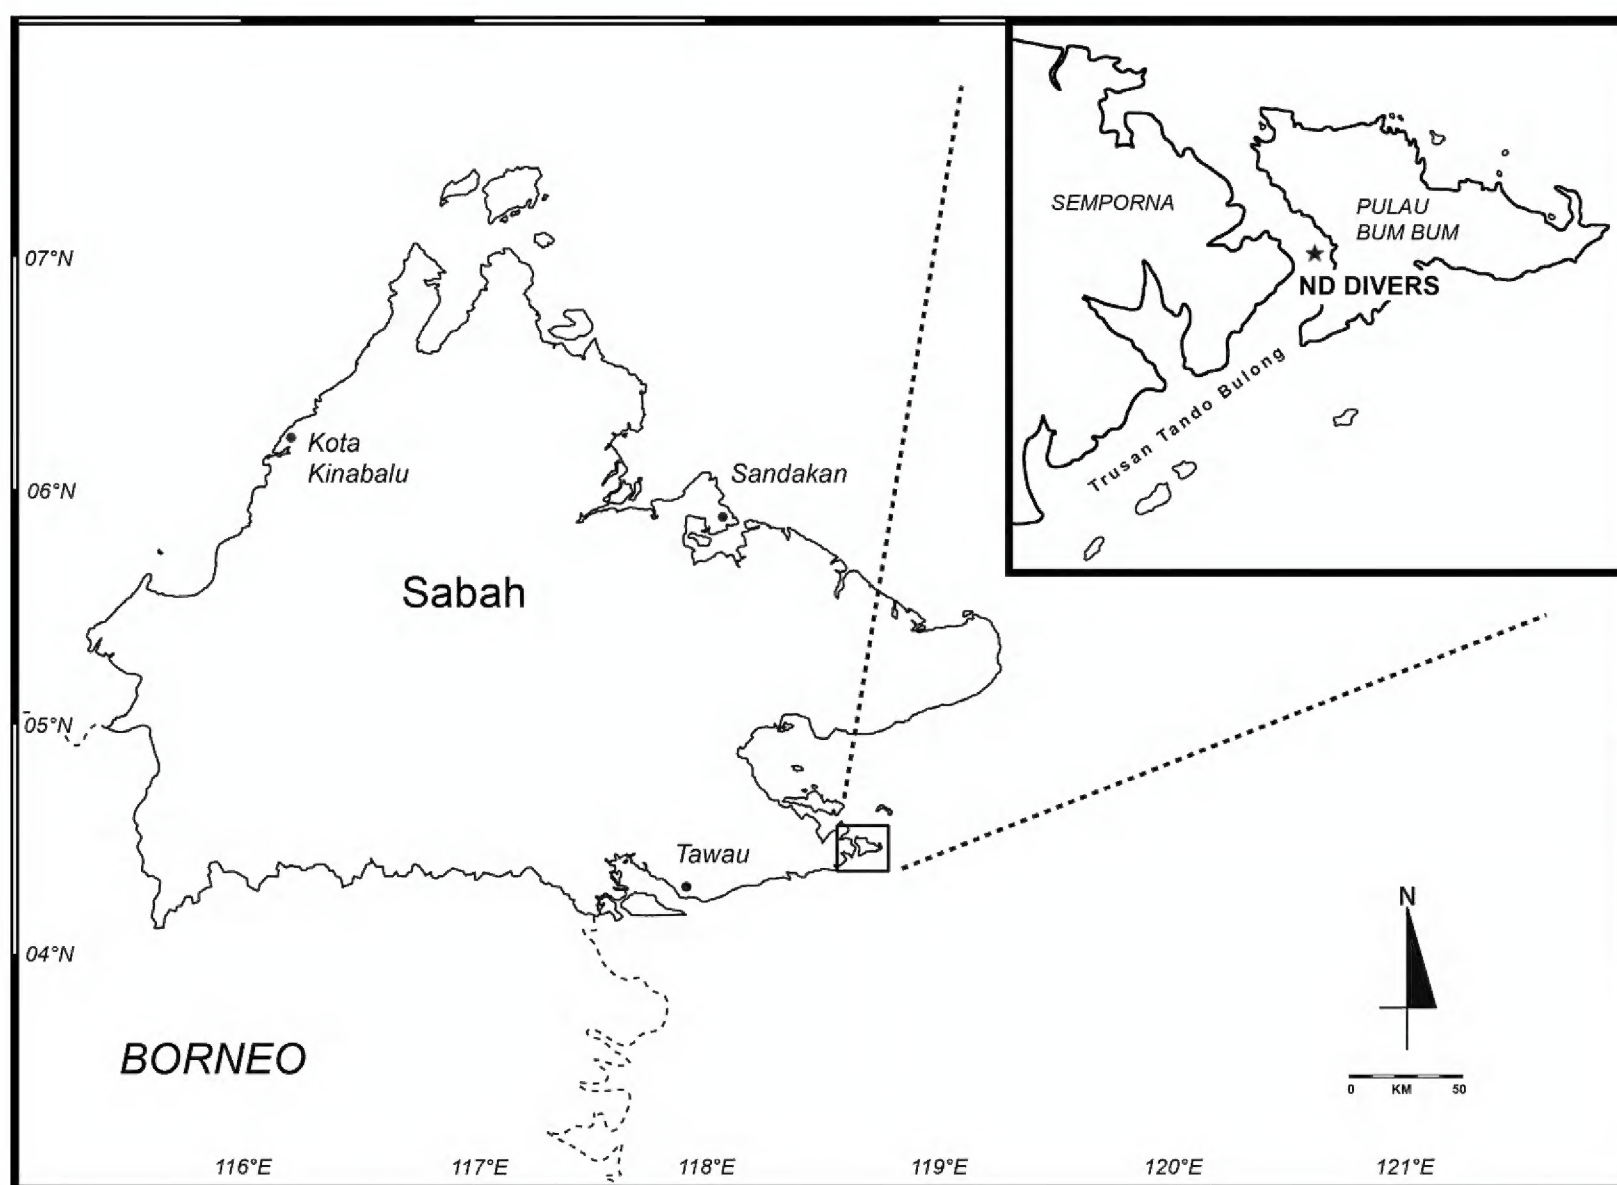 SEMPORNA
PULAU
BUM BUM
ND DIVERS
Trusan Tando Bulong
07°N
Kota
Kinabalu
Sandakan
06°N
Sabah
05°N
Tawau
04°N
BORNEO
N
0 KM 50
116°E 117°E 118°E 119°E 120°E 121°E